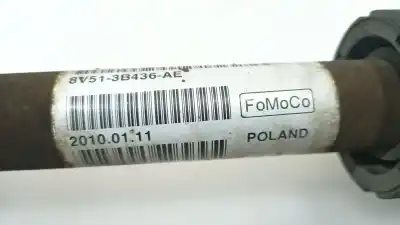 8V51-3B436-AE
FoMoCo
2010.01.11
POLAND